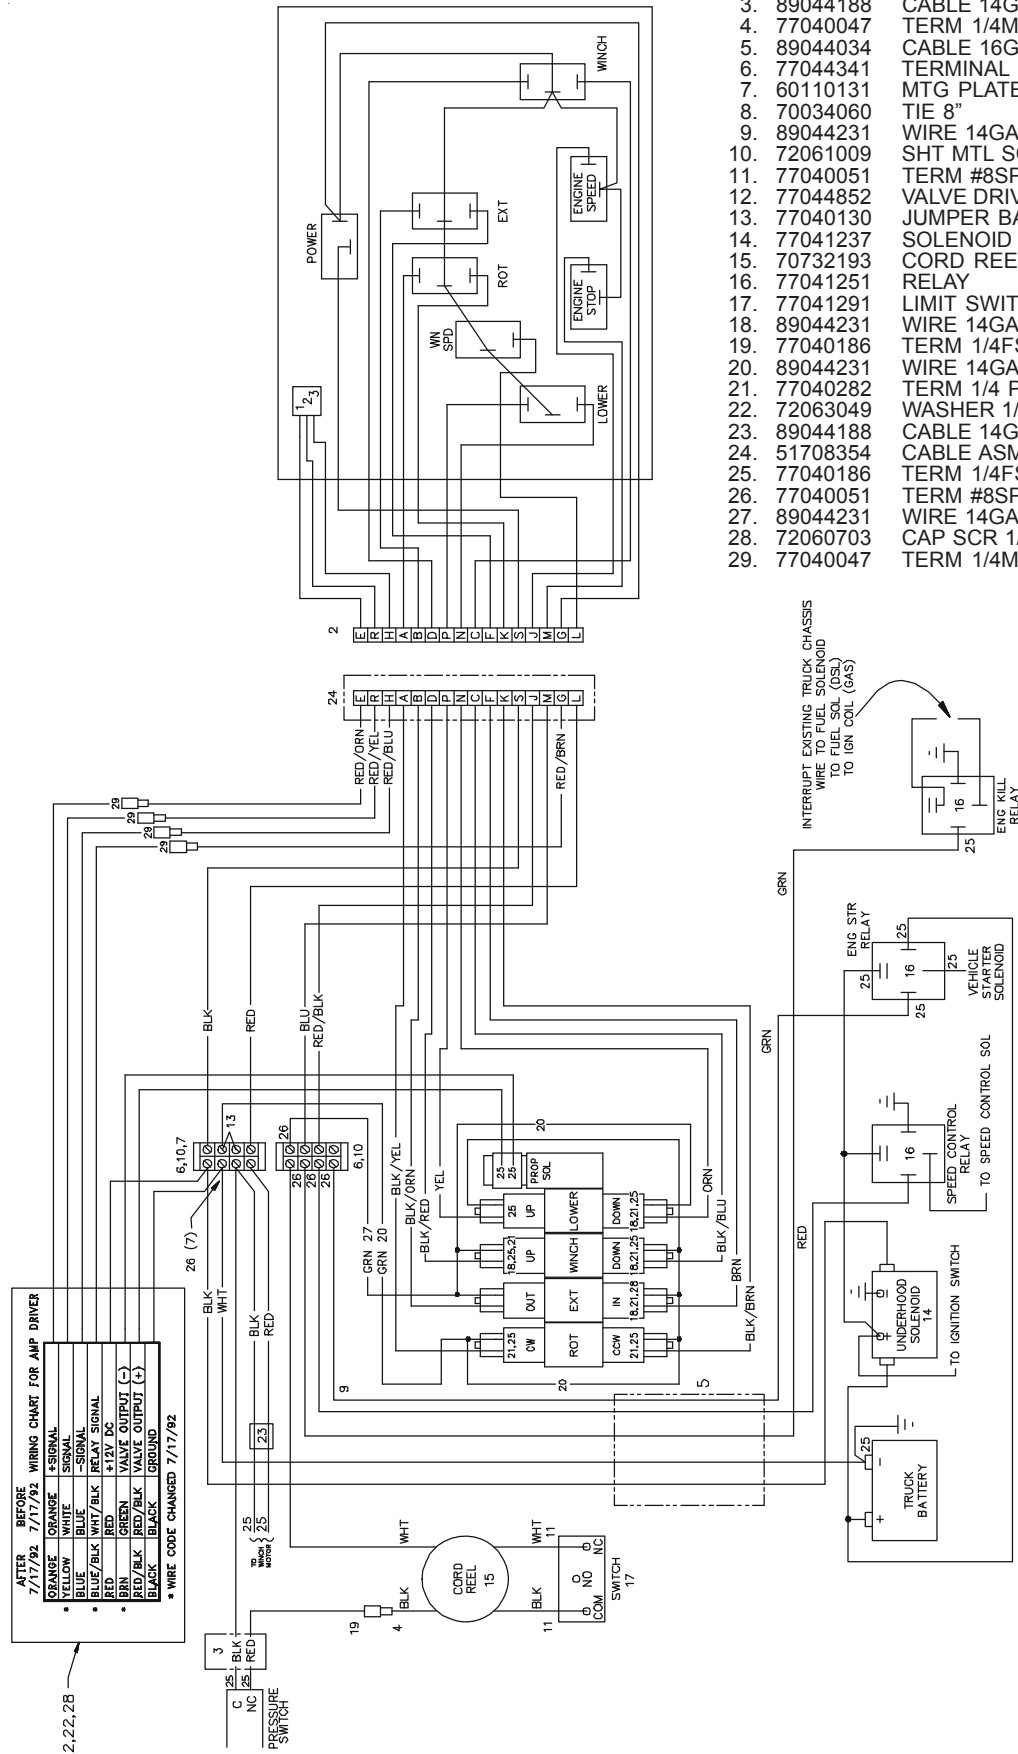 3. 89044188 CABLE 14G
4. 77040047 TERM 1/4M
5. 89044034 CABLE 16G
6. 77044341 TERMINAL
7. 60110131 MTG PLATE
8. 70034060 TIE 8”
9. 89044231 WIRE 14GA
10. 72061009 SHT MTL
11. 77040051 TERM #8SP
12. 77044852 VALVE DRIV
13. 77040130 JUMPER BA
14. 77041237 SOLENOID
15. 70732193 CORD REE
16. 77041251 RELAY
17. 77041291 LIMIT SWIT
18. 89044231 WIRE 14GA
19. 77040186 TERM 1/4FS
20. 89044231 WIRE 14GA
21. 77040282 TERM 1/4 P
22. 72063049 WASHER 1/
23. 89044188 CABLE 14G
24. 51708354 CABLE ASM
25. 77040186 TERM 1/4FS
26. 77040051 TERM #8SP
27. 89044231 WIRE 14GA
28. 72060703 CAP SCR 1/
29. 77040047 TERM 1/4M
POWER
WINCH
EXT
ROT
WN
SPD
LOWER
ENGINE
SPEED
ENGINE
STOP
1
2
3
2
E
R
H
A
B
D
P
N
C
F
K
S
J
M
G
L
24
E
R
H
A
B
D
P
N
C
F
K
S
J
M
G
L
RED/ORN
RED/YEL
RED/BLU
RED/BRN
29
29
29
29
BLK
RED
BLU
RED/BLK
6,10,7
13
26 (7)
26
26
26
26
6,10
AFTER BEFORE
7/17/92 7/17/92 WIRING CHART FOR AMP DRIVER
ORANGE ORANGE +SIGNAL
* YELLOW WHITE SIGNAL
BLUE BLUE -SIGNAL
* BLUE/BLK WHT/BLK RELAY SIGNAL
RED RED +12V DC
* BRN GREEN VALVE OUTPUT (-)
RED/BLK RED/BLK VALVE OUTPUT (+)
BLACK BLACK GROUND
* WIRE CODE CHANGED 7/17/92
2,22,28
BLK
WHT
BLK
RED
23
25
25
TO
WINCH
MOTOR
3
BLK
RED
25
25
C
NC
PRESSURE
SWITCH
19
4
BLK
WHT
CORD
REEL
15
BLK
WHT
11
11
COM
NO
NC
SWITCH
17
9
GRN 27
GRN 20
BLK/YEL
BLK/ORN
BLK/RED
YEL
20
20
25
25
PROP
SOL
25
UP
LOWER
DOWN
18,21,25
18,25,21
UP
WINCH
DOWN
18,21,25
OUT
EXT
IN
18,21,28
21,25
CW
ROT
CCW
21,25
ORN
BLK/BLU
BRN
BLK/BRN
5
RED
GRN
GRN
INTERRUPT EXISTING TRUCK CHASSIS
WIRE TO FUEL SOLENOID
TO FUEL SOL (DSL)
TO IGN COIL (GAS)
16
25
ENG KILL
RELAY
ENG STR
RELAY
25
25
16
25
25
VEHICLE
STARTER
SOLENOID
16
SPEED CONTROL
RELAY
TO SPEED CONTROL SOL
UNDERHOOD
SOLENOID
14
+
TO IGNITION SWITCH
25
-
+
TRUCK
BATTERY